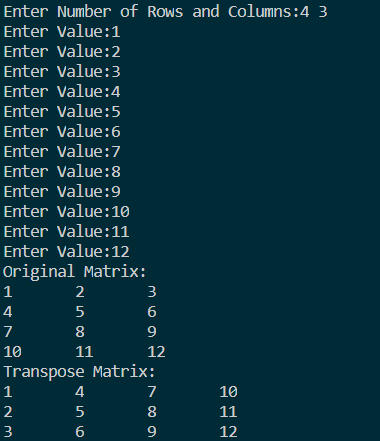 Enter Number of Rows and Columns:4 3
Enter Value:1
Enter Value:2
Enter Value:3
Enter Value:4
Enter Value:5
Enter Value:6
Enter Value:7
Enter Value:8
Enter Value:9
Enter Value:10
Enter Value:11
Enter Value:12
Original Matrix:
1	2	3
4	5	6
7	8	9
10	11	12
Transpose Matrix:
1	4	7	10
2	5	8	11
3	6	9	12